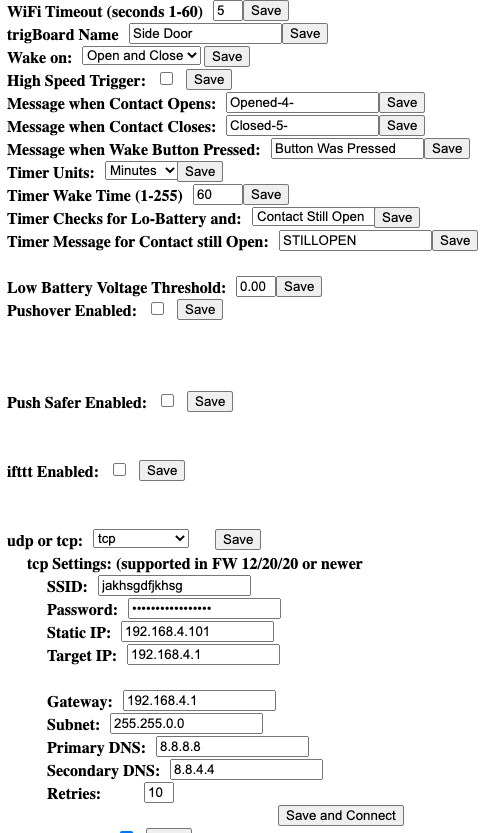 WiFi Timeout (seconds 1-60) 5 Save
trigBoard Name Side Door Save
Wake on: Open and Close Save
High Speed Trigger: Save
Message when Contact Opens: Opened-4- Save
Message when Contact Closes: Closed-5- Save
Message when Wake Button Pressed: Button Was Pressed Save
Timer Units: Minutes Save
Timer Wake Time (1-255) 60 Save
Timer Checks for Lo-Battery and: Contact Still Open Save
Timer Message for Contact still Open: STILLOPEN Save
Low Battery Voltage Threshold: 0.00 Save
Pushover Enabled: Save
Push Safer Enabled: Save
ifttt Enabled: Save
udp or tcp: tcp Save
tcp Settings: (supported in FW 12/20/20 or newer
SSID: jakhsgdfjkhsg
Password: •••••••••••••••••
Static IP: 192.168.4.101
Target IP: 192.168.4.1
Gateway: 192.168.4.1
Subnet: 255.255.0.0
Primary DNS: 8.8.8.8
Secondary DNS: 8.8.4.4
Retries: 10
Save and Connect